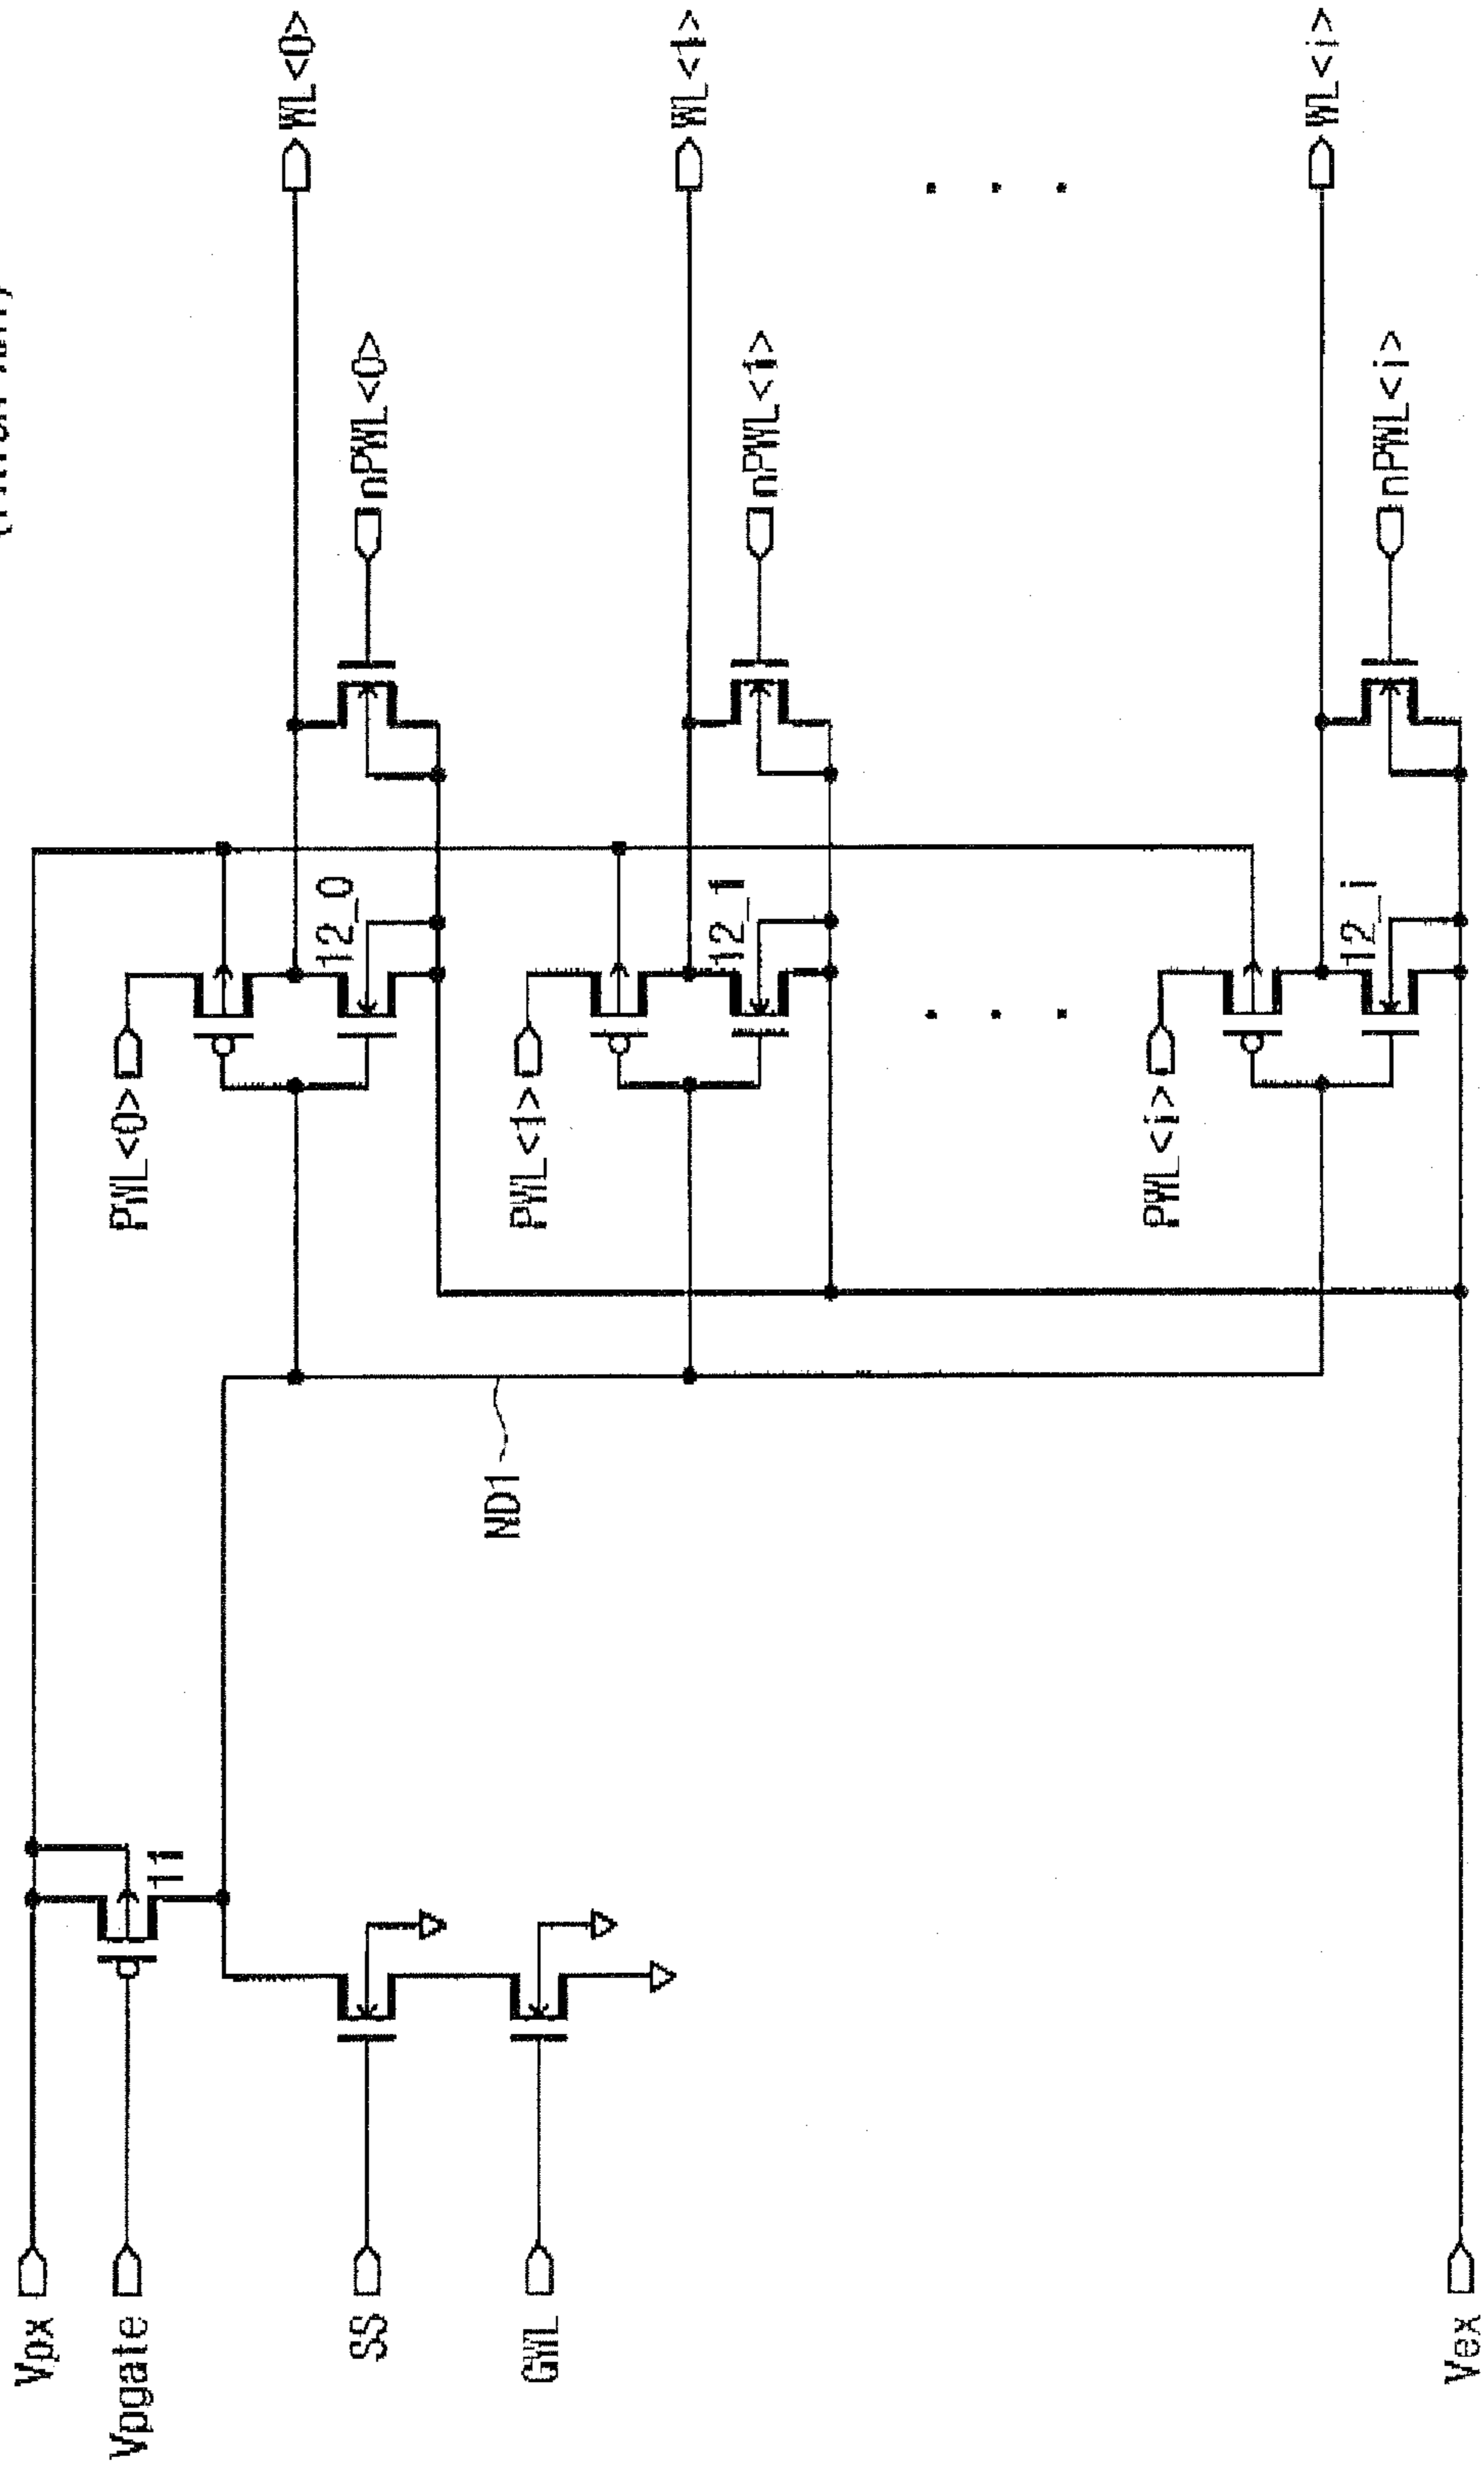 Vpx
Vpgate
11
SS
GWL
Vex
ND1
PWL<0>
12_0
nPWL<0>
WL<0>
PWL<1>
12_1
nPWL<1>
WL<1>
PWL<i>
12_i
nPWL<i>
WL<i>